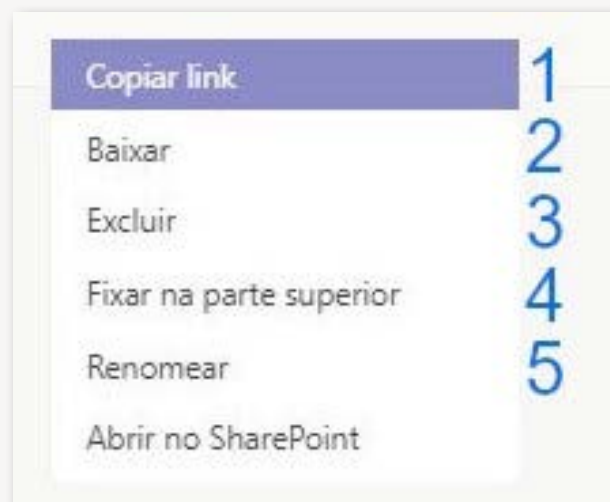 Copiar link 1
Baixar 2
Excluir 3
Fixar na parte superior 4
Renomear 5
Abrir no SharePoint